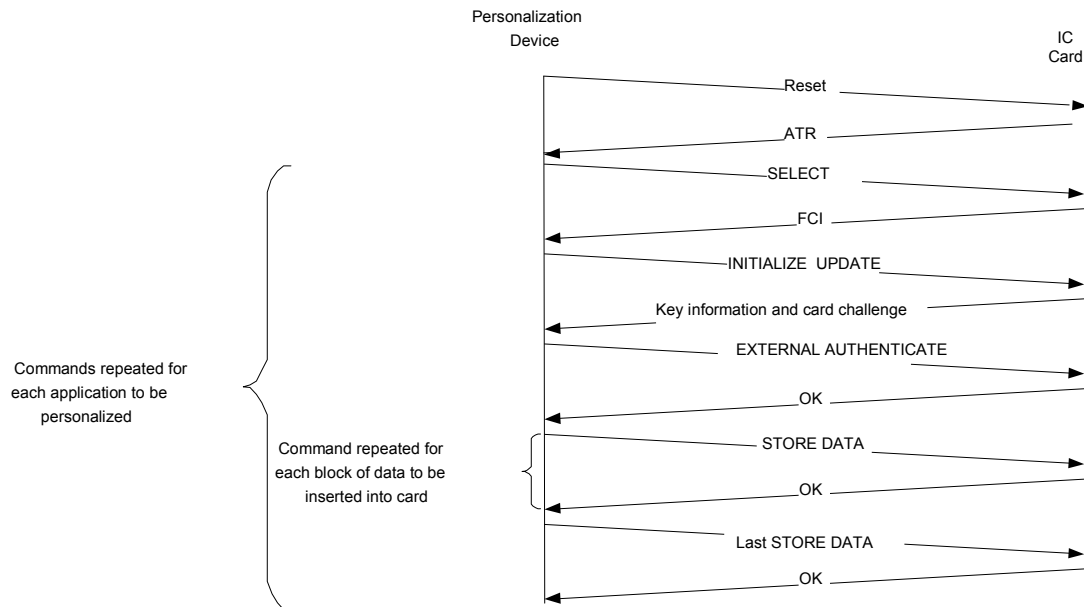 Personalization
Device
IC
Card
Reset
ATR
SELECT
FCI
INITIALIZE UPDATE
Key information and card challenge
EXTERNAL AUTHENTICATE
Commands repeated for
each application to be
personalized
OK
Command repeated for
each block of data to be
inserted into card
STORE DATA
OK
Last STORE DATA
OK